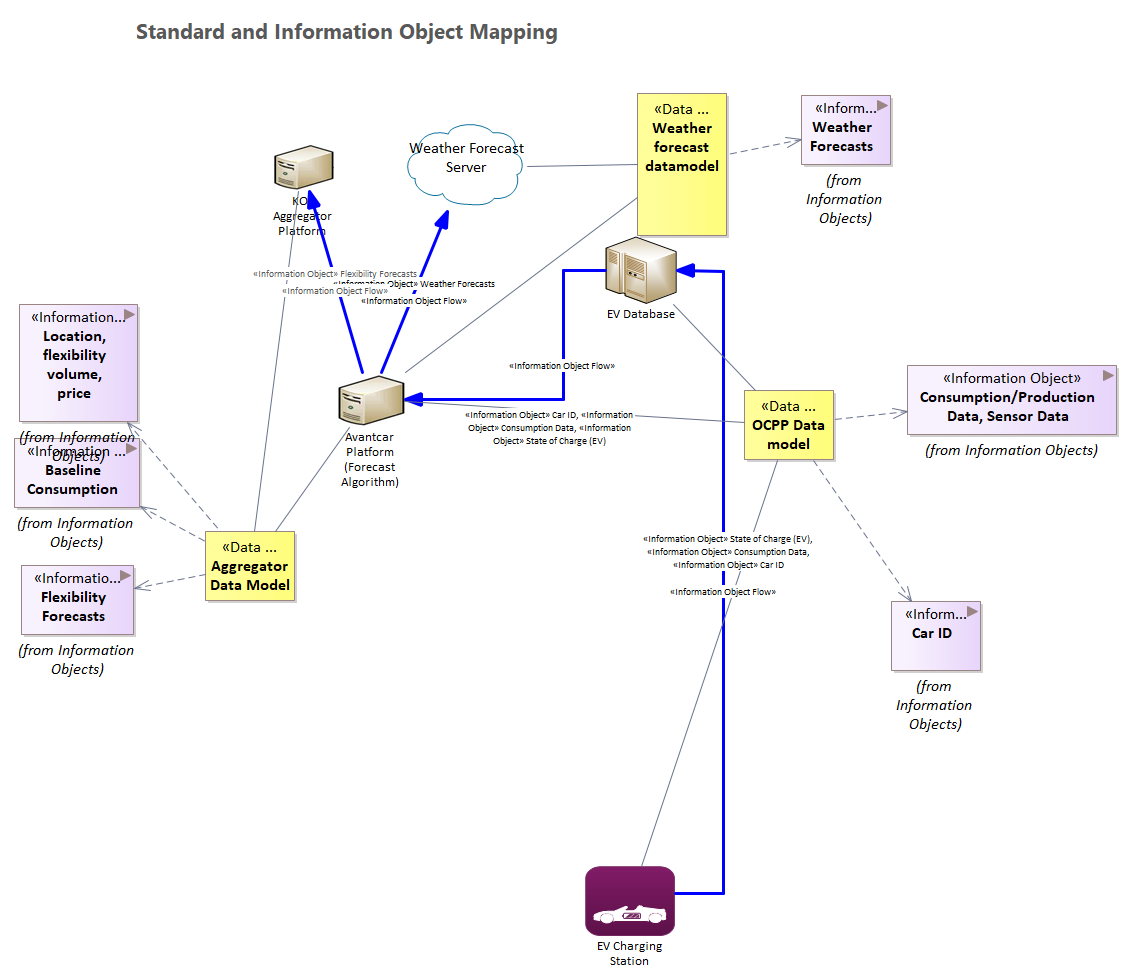 Standard and Information Object Mapping
«Data ...
Weather
forecast
datamodel
«Inform...
Weather
Forecasts
(from
Information
Objects)
Weather Forecast
Server
Aggregator
Platform
«Information Object» Flexibility Forecasts
«Information Object» Weather Forecasts
«Information Object Flow»
«Information Object Flow»
EV Database
«Information...
Location,
flexibility
volume,
price
(from Information
Objects)
«Information Object Flow»
«Information Object»
Consumption/Production
Data, Sensor Data
(from Information Objects)
«Data ...
OCPP Data
model
«Information Object» Car ID, «Information
Object» Consumption Data, «Information
Object» State of Charge (EV)
Avantcar
Platform
(Forecast
Algorithm)
«Information ...
Baseline
Consumption
(from Information
Objects)
«Data ...
Aggregator
Data Model
«Informatio...
Flexibility
Forecasts
(from Information
Objects)
«Information Object» State of Charge (EV),
«Information Object» Consumption Data,
«Information Object» Car ID
«Information Object Flow»
«Inform...
Car ID
(from
Information
Objects)
EV Charging
Station